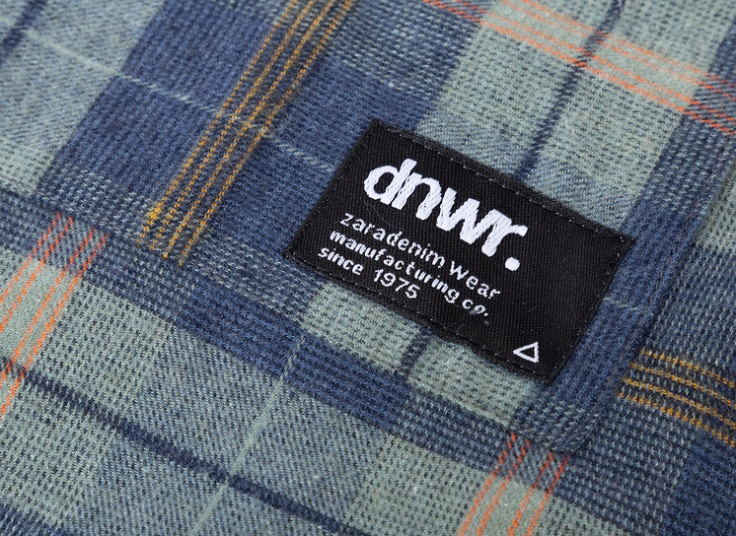 dnwr.
zaradenim Wear
manufacturing co.
since 1975